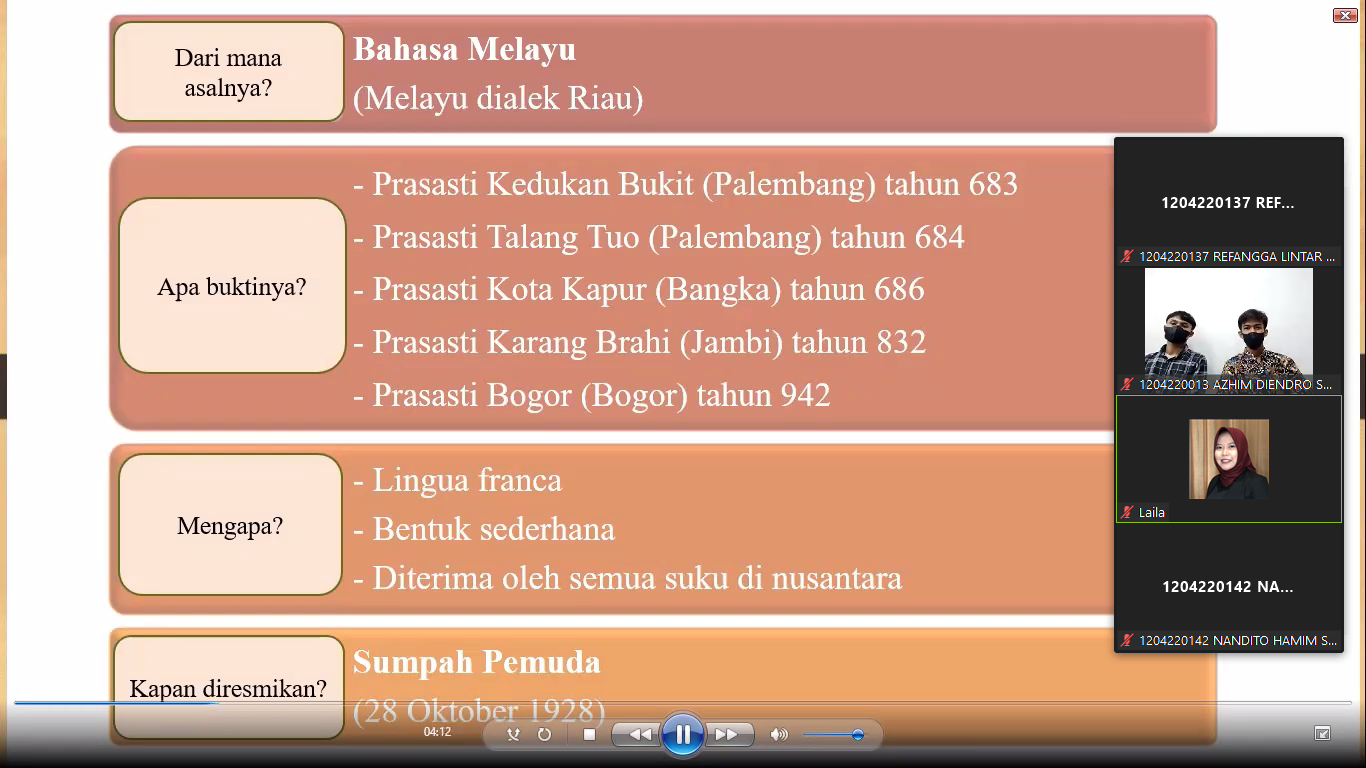 Dari mana
asalnya?
Bahasa Melayu
(Melayu dialek Riau)
Apa buktinya?
- Prasasti Kedukan Bukit (Palembang) tahun 683
- Prasasti Talang Tuo (Palembang) tahun 684
- Prasasti Kota Kapur (Bangka) tahun 686
- Prasasti Karang Brahi (Jambi) tahun 832
- Prasasti Bogor (Bogor) tahun 942
Mengapa?
- Lingua franca
- Bentuk sederhana
- Diterima oleh semua suku di nusantara
Kapan diresmikan?
Sumpah Pemuda
(28 Oktober 1928)
1204220137 REF...
1204220137 REFANGGA LINTAR ...
1204220013 AZHIM DIENDRO S...
Laila
1204220142 NA...
1204220142 NANDITO HAMIM S...
04:12